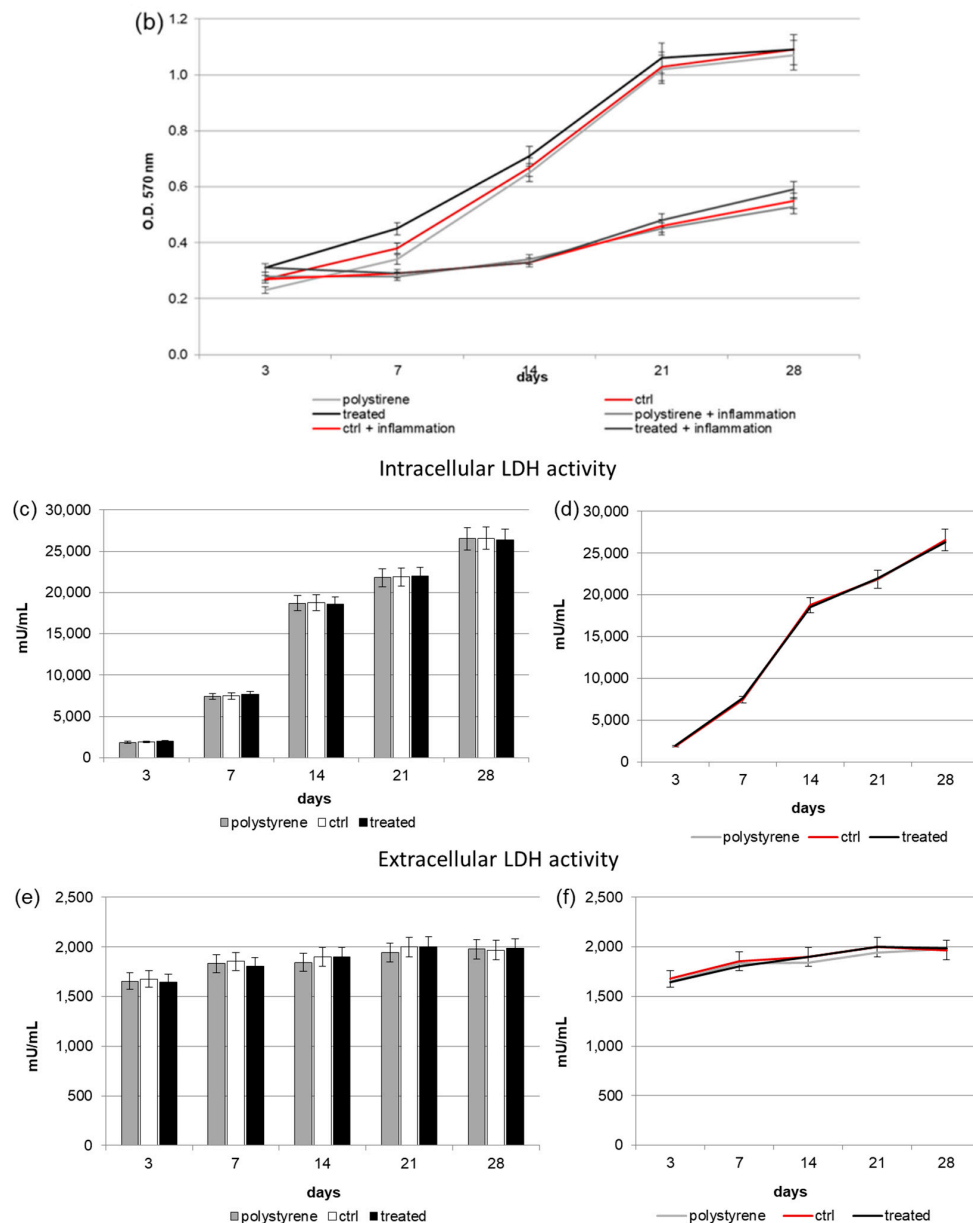 (b)
1.2
1.0
0.8
0.6
0.4
0.2
0.0
O.D. 570 nm
3 7 14 21 28
days
polystirene ctrl
treated polystirene + inflammation
ctrl + inflammation treated + inflammation
Intracellular LDH activity
(c)
30,000
25,000
20,000
15,000
10,000
5,000
0
mU/mL
3 7 14 21 28
days
polystyrene ctrl treated
(d)
30,000
25,000
20,000
15,000
10,000
5,000
0
mU/mL
3 7 14 21 28
days
polystyrene ctrl treated
Extracellular LDH activity
(e)
2,500
2,000
1,500
1,000
500
0
mU/mL
3 7 14 21 28
days
polystyrene ctrl treated
(f)
2,500
2,000
1,500
1,000
500
0
mU/mL
3 7 14 21 28
days
polystyrene ctrl treated